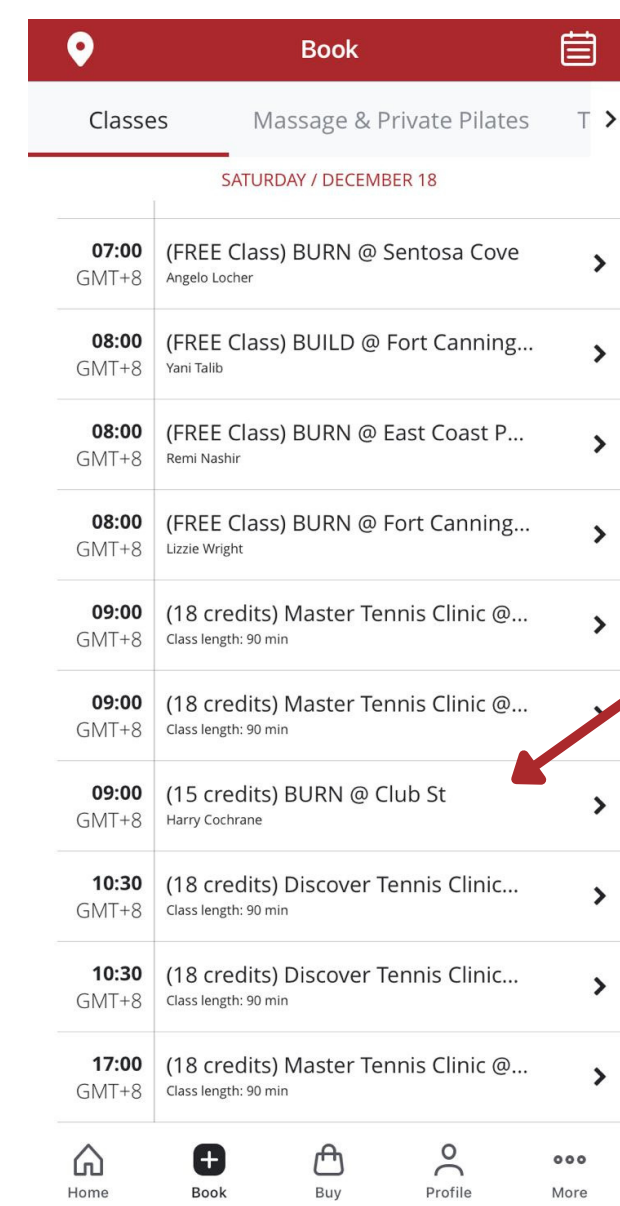 Book
Classes Massage & Private Pilates T
SATURDAY / DECEMBER 18
07:00 (FREE Class) BURN @ Sentosa Cove
GMT+8 Angelo Locher
08:00 (FREE Class) BUILD @ Fort Canning...
GMT+8 Yani Talib
08:00 (FREE Class) BURN @ East Coast P...
GMT+8 Remi Nashir
08:00 (FREE Class) BURN @ Fort Canning...
GMT+8 Lizzie Wright
09:00 (18 credits) Master Tennis Clinic @...
GMT+8 Class length: 90 min
09:00 (18 credits) Master Tennis Clinic @...
GMT+8 Class length: 90 min
09:00 (15 credits) BURN @ Club St
GMT+8 Harry Cochrane
10:30 (18 credits) Discover Tennis Clinic...
GMT+8 Class length: 90 min
10:30 (18 credits) Discover Tennis Clinic...
GMT+8 Class length: 90 min
17:00 (18 credits) Master Tennis Clinic @...
GMT+8 Class length: 90 min
Home Book Buy Profile More